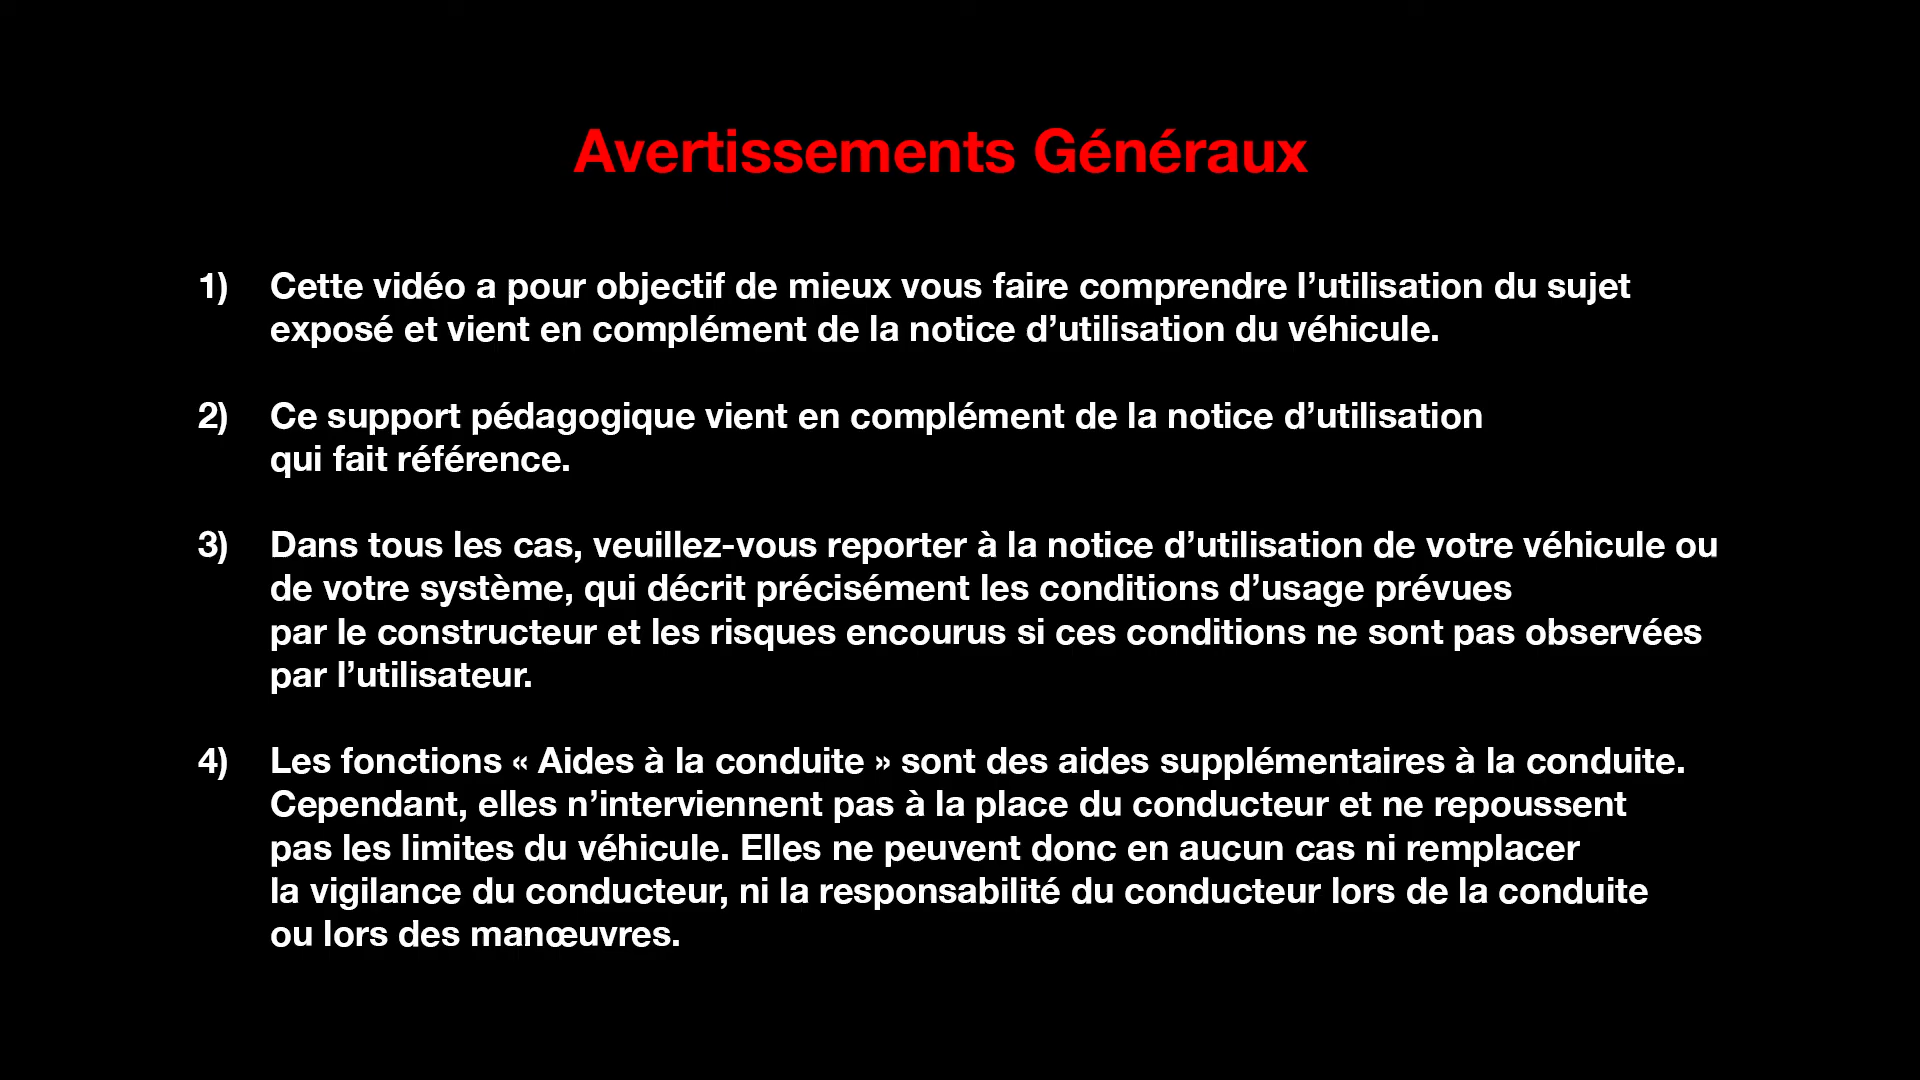 Avertissements Généraux
1) Cette vidéo a pour objectif de mieux vous faire comprendre l’utilisation du sujet
exposé et vient en complément de la notice d’utilisation du véhicule.
2) Ce support pédagogique vient en complément de la notice d’utilisation
qui fait référence.
3) Dans tous les cas, veuillez-vous reporter à la notice d’utilisation de votre véhicule ou
de votre système, qui décrit précisément les conditions d’usage prévues
par le constructeur et les risques encourus si ces conditions ne sont pas observées
par l’utilisateur.
4) Les fonctions « Aides à la conduite » sont des aides supplémentaires à la conduite.
Cependant, elles n’interviennent pas à la place du conducteur et ne repoussent
pas les limites du véhicule. Elles ne peuvent donc en aucun cas ni remplacer
la vigilance du conducteur, ni la responsabilité du conducteur lors de la conduite
ou lors des manœuvres.